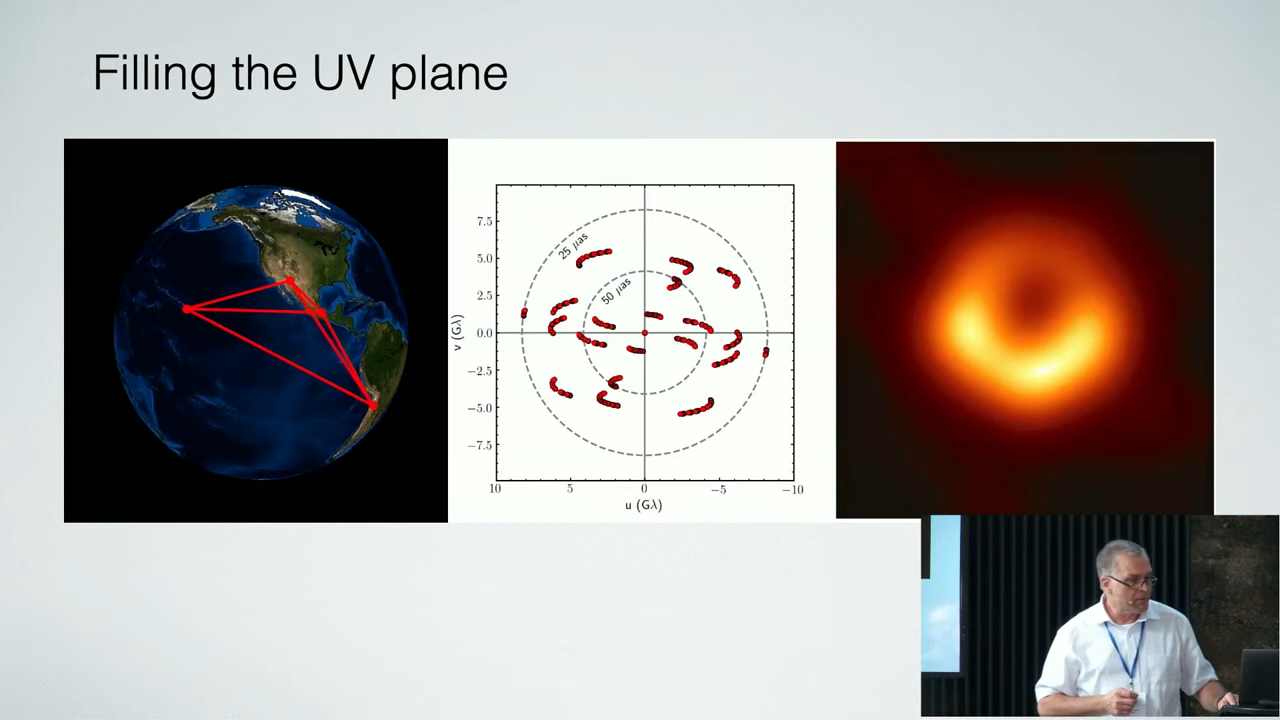 Filling the UV plane
25 μas
50 μas
7.5
5.0
2.5
0.0
−2.5
−5.0
−7.5
v (Gλ)
10 5 0 −5 −10
u (Gλ)